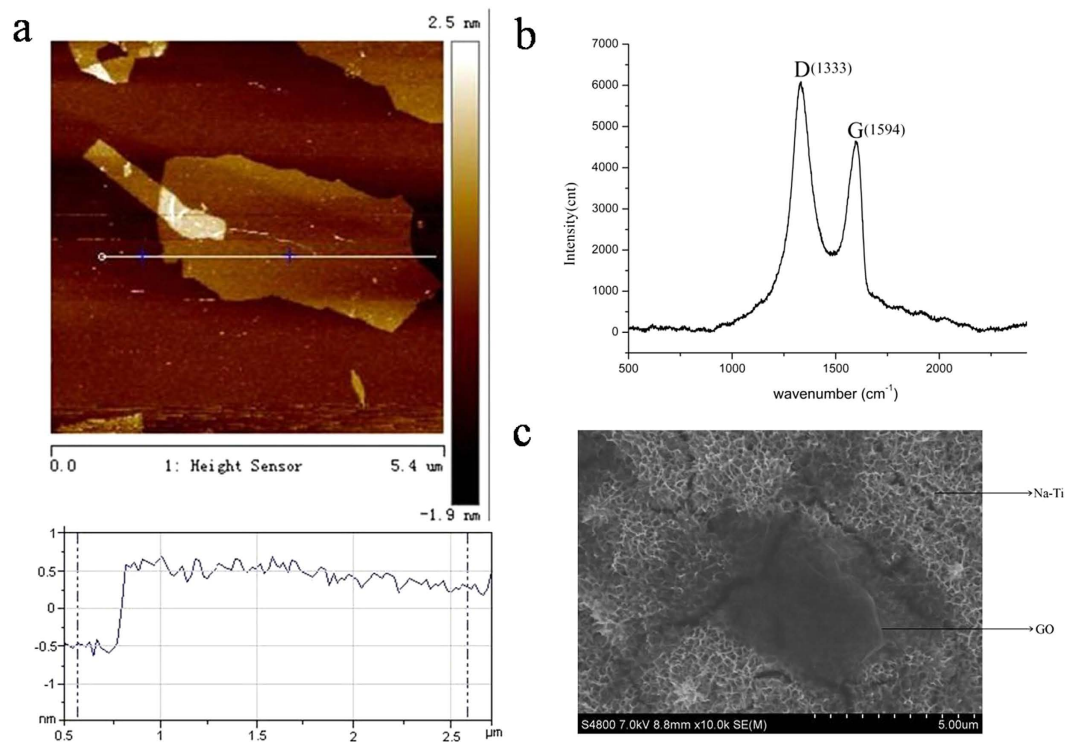 a
2.5 nm
0.0 1: Height Sensor 5.4 um
-1.9 nm
1
0.5
0
-0.5
-1
nm
0.5 1 1.5 2 2.5 μm
b
7000
6000
5000
4000
3000
2000
1000
0
Intensity(cnt)
D(1333)
G(1594)
500 1000 1500 2000
wavenumber (cm-1)
c
Na-Ti
GO
S4800 7.0kV 8.8mm x10.0k SE(M) 5.00um